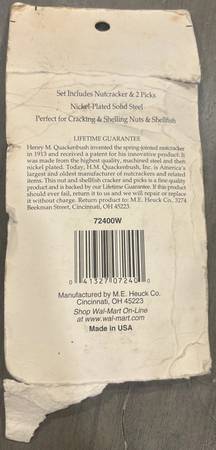 Set Includes Nutcracker & 2 Picks
Nickel-Plated Solid Steel
Perfect for Cracking & Shelling Nuts & Shellfish
LIFETIME GUARANTEE
Henry M. Quackenbush invented the spring-jointed nutcracker
in 1913 and received a patent for his innovative product. It
was made from the highest quality, machined steel and then
nickel plated. Today, H.M. Quackenbush, Inc. is America's
largest and oldest manufacturer of nutcrackers and related
items. This nut and shellfish cracker and picks is a fine quality
product and is backed by our Lifetime Guarantee. If this product
should ever fail, return it to us and we will repair or replace
it without charge. Return product to: M.E. Heuck Co., 3274
Beekman Street, Cincinnati, OH 45223.
72400W
0 41327 07240 0
Manufactured by M.E. Heuck Co.
Cincinnati, OH 45223
Shop Wal-Mart On-Line
at www.wal-mart.com
Made in USA